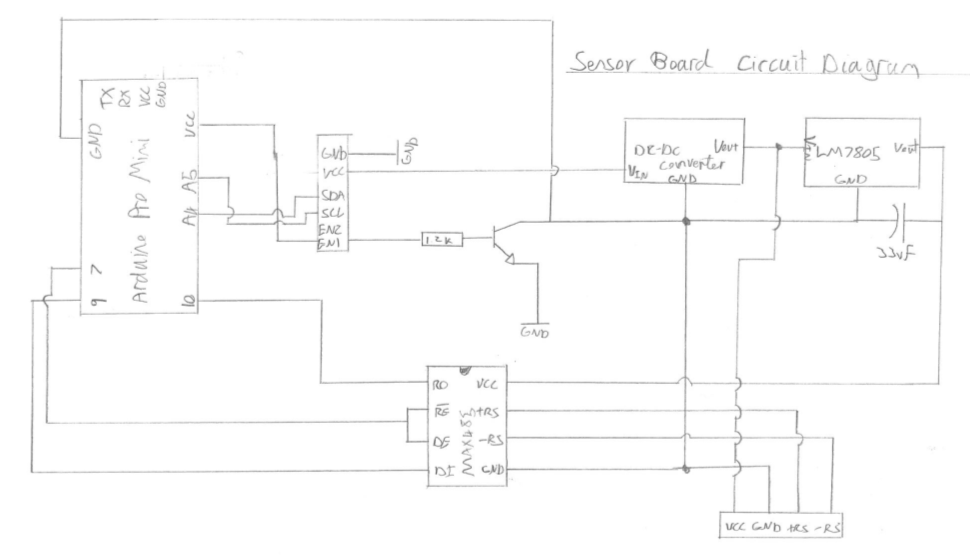 Sensor Board Circuit Diagram
TX
RX
VCC
GND
GND
VCC
Arduino Pro Mini
A5
A4
7
9
10
GND
VCC
SDA
SCL
EN2
EN1
GND
1.2K
GND
DC-DC
Converter
Vout
VIN
GND
VIN
LM7805
Vout
GND
33uF
RO
VCC
RE
+RS
MAX485
DE
-RS
DI
GND
VCC GND +RS -RS